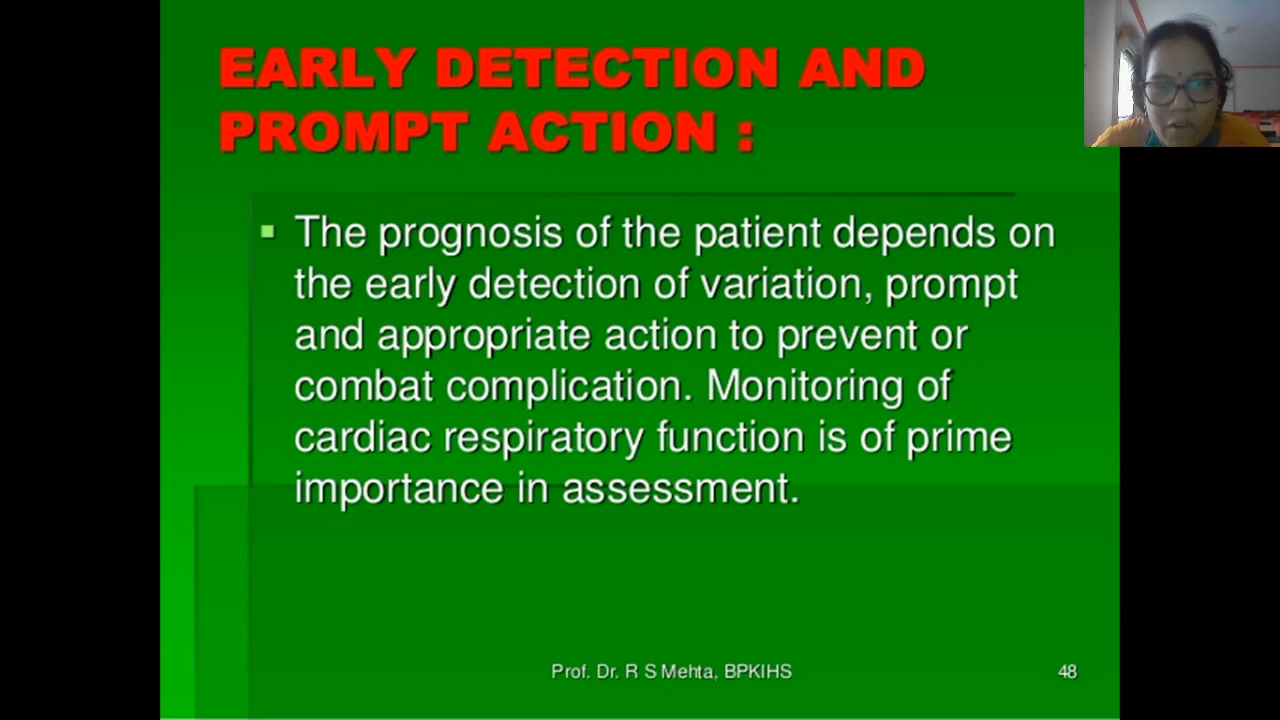 EARLY DETECTION AND
PROMPT ACTION :
▪ The prognosis of the patient depends on
the early detection of variation, prompt
and appropriate action to prevent or
combat complication. Monitoring of
cardiac respiratory function is of prime
importance in assessment.
Prof. Dr. R S Mehta, BPKIHS
48